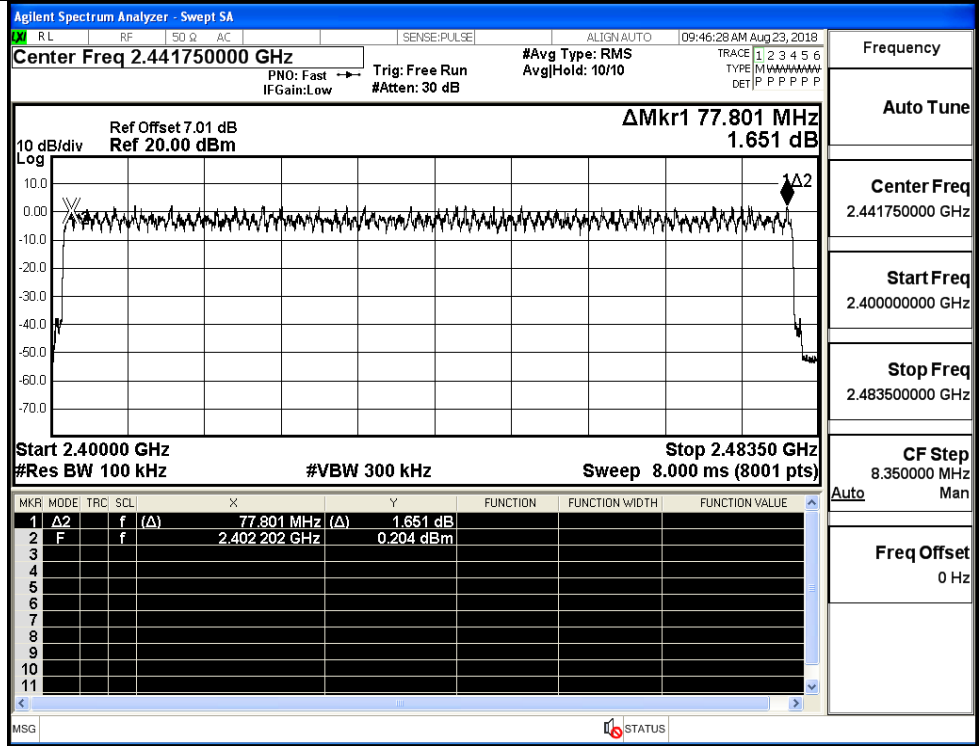 Agilent Spectrum Analyzer - Swept SA
LXI RL RF 50 Ω AC SENSE:PULSE ALIGN AUTO 09:46:28 AM Aug 23, 2018
Center Freq 2.441750000 GHz
PNO: Fast
IFGain:Low
Trig: Free Run
#Atten: 30 dB
#Avg Type: RMS
Avg|Hold: 10/10
TRACE 1 2 3 4 5 6
TYPE M WWWWW
DET P P P P P P
ΔMkr1 77.801 MHz
1.651 dB
Ref Offset 7.01 dB
10 dB/div Ref 20.00 dBm
Log
1Δ2
10.0
0.00
-10.0
-20.0
-30.0
-40.0
-50.0
-60.0
-70.0
Start 2.40000 GHz Stop 2.48350 GHz
#Res BW 100 kHz #VBW 300 kHz Sweep 8.000 ms (8001 pts)
MKR MODE TRC SCL X Y FUNCTION FUNCTION WIDTH FUNCTION VALUE
1 Δ2 f (Δ) 77.801 MHz (Δ) 1.651 dB
2 F f 2.402 202 GHz 0.204 dBm
3
4
5
6
7
8
9
10
11
MSG STATUS
Frequency
Auto Tune
Center Freq
2.441750000 GHz
Start Freq
2.400000000 GHz
Stop Freq
2.483500000 GHz
CF Step
8.350000 MHz
Auto Man
Freq Offset
0 Hz